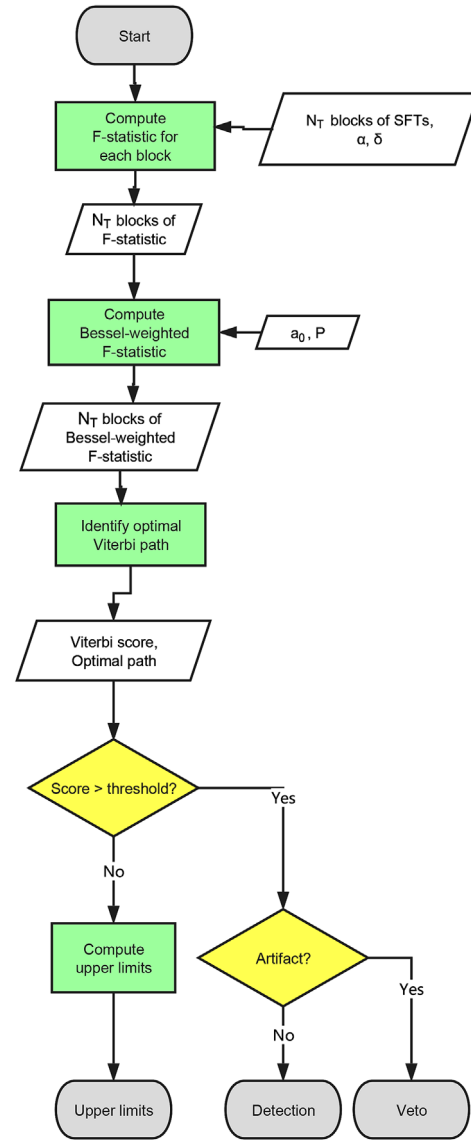 Start
Compute
F-statistic for
each block
N_T blocks of SFTs,
α, δ
N_T blocks of
F-statistic
Compute
Bessel-weighted
F-statistic
a_0, P
N_T blocks of
Bessel-weighted
F-statistic
Identify optimal
Viterbi path
Viterbi score,
Optimal path
Score > threshold?
Yes
No
Compute
upper limits
Artifact?
Yes
No
Upper limits
Detection
Veto